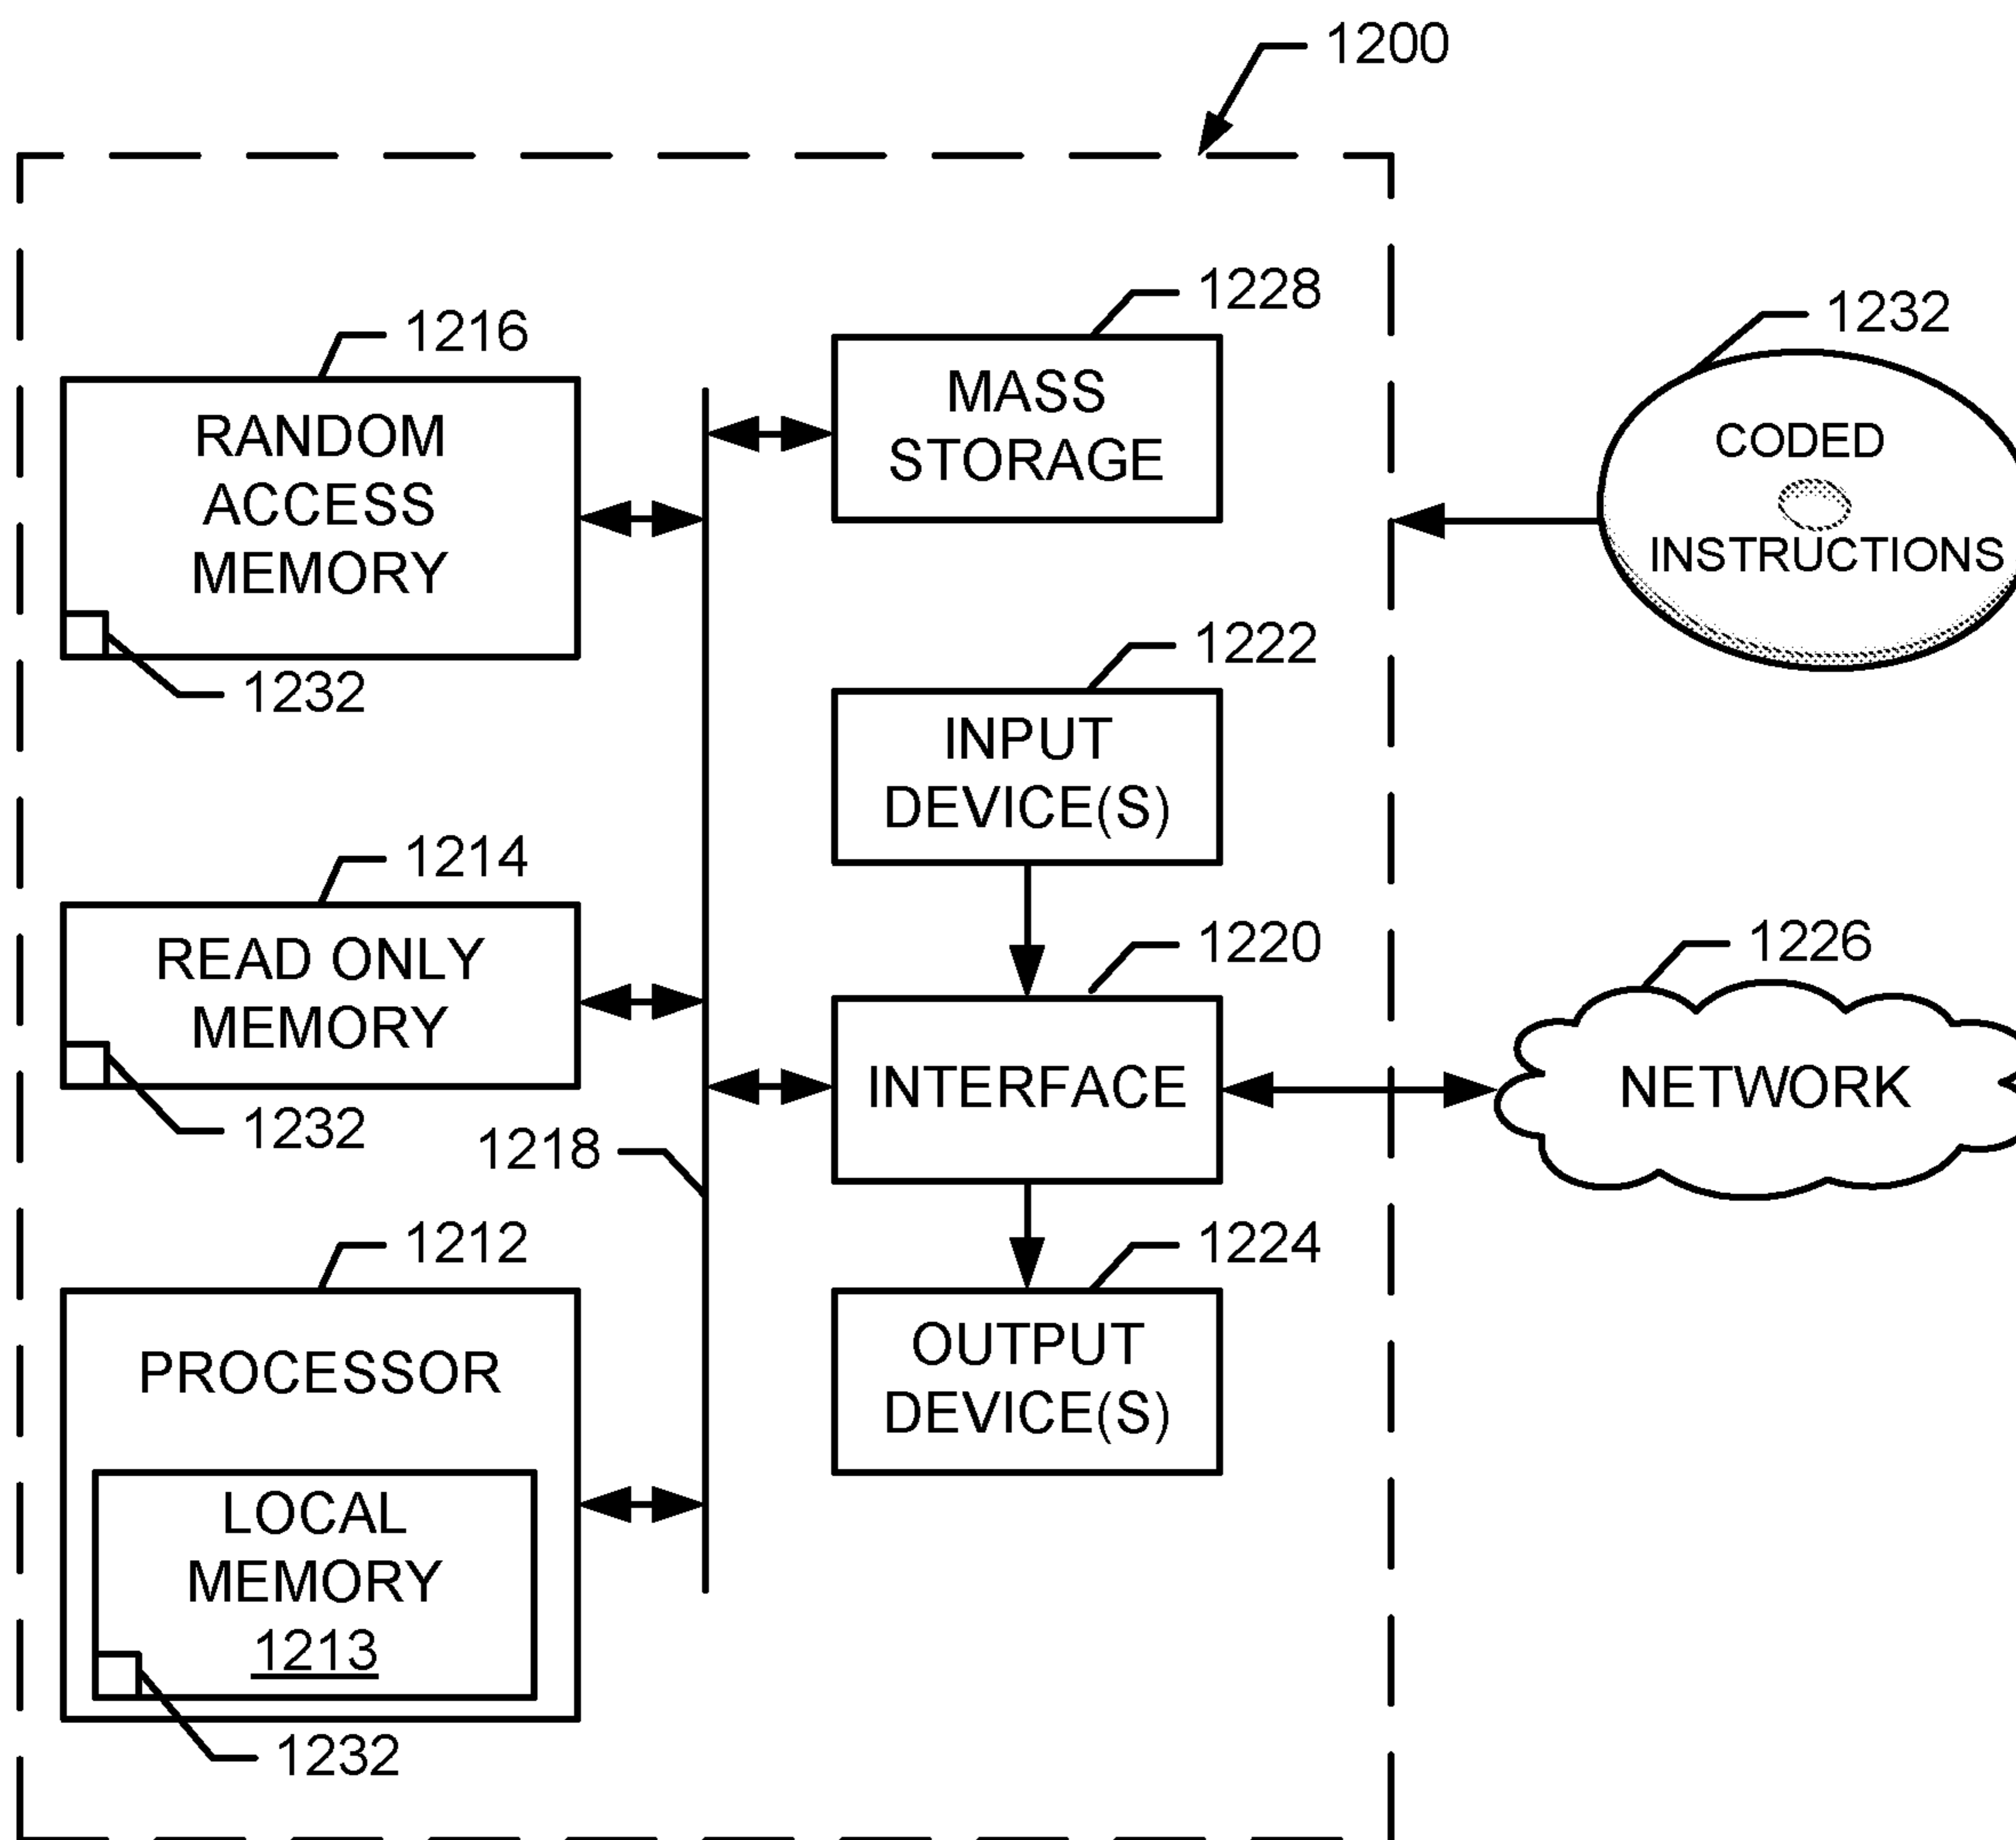 1200
1216
RANDOM
ACCESS
MEMORY
1232
1228
MASS
STORAGE
1232
CODED
INSTRUCTIONS
1222
INPUT
DEVICE(S)
1214
READ ONLY
MEMORY
1232
1220
INTERFACE
1226
NETWORK
1218
1212
PROCESSOR
LOCAL
MEMORY
1213
1232
1224
OUTPUT
DEVICE(S)